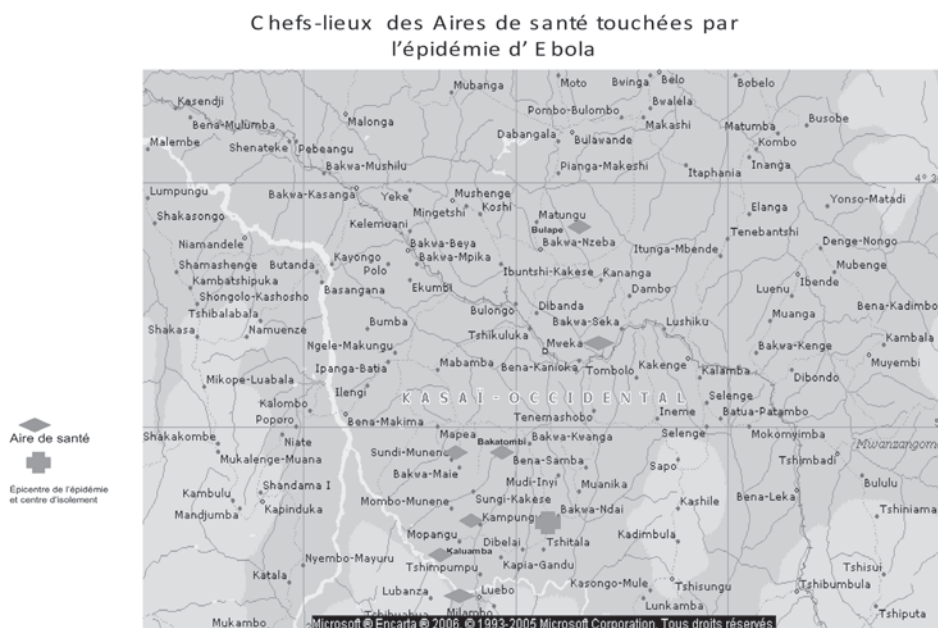 Chefs-lieux des Aires de santé touchées par
l'épidémie d' Ebola
Mubanga
Moto
Bwinga
Belo
Bobelo
Kasendji
Pombo-Bulombo
Bwalela
Bena-Mulumba
Malonga
Makashi
Matumba
Busobe
Malembe
Shenateke
Pebeangu
Dabangala
Bulawande
Kombo
Bakwa-Mushilu
Pianga-Makeshi
Itaphania
Inanga
4° 3
Lumpungu
Bakwa-Kasanga
Yeke
Mushenge
Yonso-Matadi
Shakasongo
Mingetshi
Koshi
Matungu
Elanga
Kelemuani
Bulape
Tenebantshi
Niamandele
Bakwa-Beya
Bakwa-Nzeba
Itunga-Mbende
Denge-Nongo
Shamashenge
Butanda
Kayongo
Polo
Bakwa-Mpika
Ibuntshi-Kakese
Kananga
Mubenge
Kambatshipuka
Basangana
Ekumbi
Dambo
Luenu
Ibende
Shongolo-Kashosho
Bulongo
Dibanda
Bena-Kadimbo
Tshibalabala
Bumba
Bakwa-Seka
Lushiku
Muanga
Shakasa
Namuenze
Tshikuluka
Mweka
Kambala
Ngele-Makungu
Bakwa-Kenge
Muyembi
Ipanga-Batia
Mabamba
Bena-Kanioka
Tombolo
Kakenge
Kalamba
Dibondo
Mikope-Luabala
Ilengi
KASAÏ-OCCIDENTAL
Selenge
Kalombo
Tenemashobo
Ineme
Batua-Patambo
Poporo
Bena-Makima
Aire de santé
Shakakombe
Niate
Mapea
Bakatombi
Bakwa-Kwanga
Selenge
Mokomyimba
Mwanzangom
Mukalenge-Muana
Sundi-Munene
Bena-Samba
Sapo
Tshimbadi
Bakwa-Maie
Mudi-Inyi
Épicentre de l'épidémie
et centre d'isolement
Kambulu
Shandama I
Muanika
Bululu
Mandjumba
Kapinduka
Mombo-Munene
Sungi-Kakese
Bakwa-Ndai
Kashile
Bena-Leka
Tshiniama
Kampungu
Mopangu
Dibelai
Tshitala
Kadimbula
Nyembo-Mayuru
Kaluamba
Katala
Tshimpumpu
Kapia-Gandu
Tshisui
Lubanza
Luebo
Kasongo-Mule
Tshisungu
Tshibumbula
Mukambo
Milambo
Lunkamba
Tshiputa
Microsoft ® Encarta ® 2006. © 1993-2005 Microsoft Corporation. Tous droits réservés.